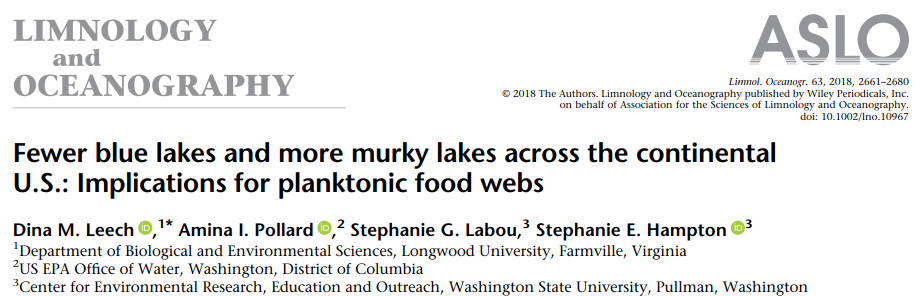 LIMNOLOGY
and
OCEANOGRAPHY
ASLO
Limnol. Oceanogr. 63, 2018, 2661–2680
© 2018 The Authors. Limnology and Oceanography published by Wiley Periodicals, Inc.
on behalf of Association for the Sciences of Limnology and Oceanography.
doi: 10.1002/lno.10967
Fewer blue lakes and more murky lakes across the continental
U.S.: Implications for planktonic food webs
Dina M. Leech iD,1* Amina I. Pollard iD,2 Stephanie G. Labou,3 Stephanie E. Hampton iD3
1Department of Biological and Environmental Sciences, Longwood University, Farmville, Virginia
2US EPA Office of Water, Washington, District of Columbia
3Center for Environmental Research, Education and Outreach, Washington State University, Pullman, Washington